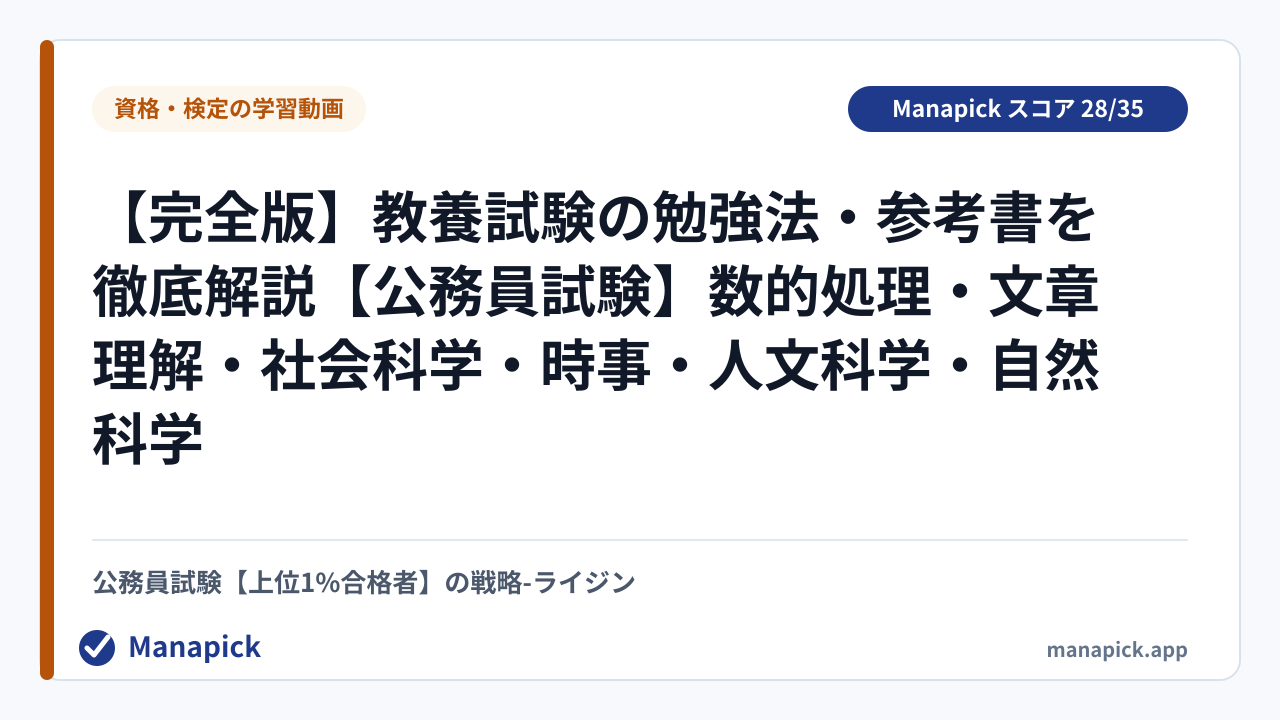 資格・検定の学習動画
Manapick スコア 28/35
【完全版】教養試験の勉強法・参考書を
徹底解説【公務員試験】数的処理・文章
理解・社会科学・時事・人文科学・自然
科学
公務員試験【上位1%合格者】の戦略-ライジン
Manapick
manapick.app